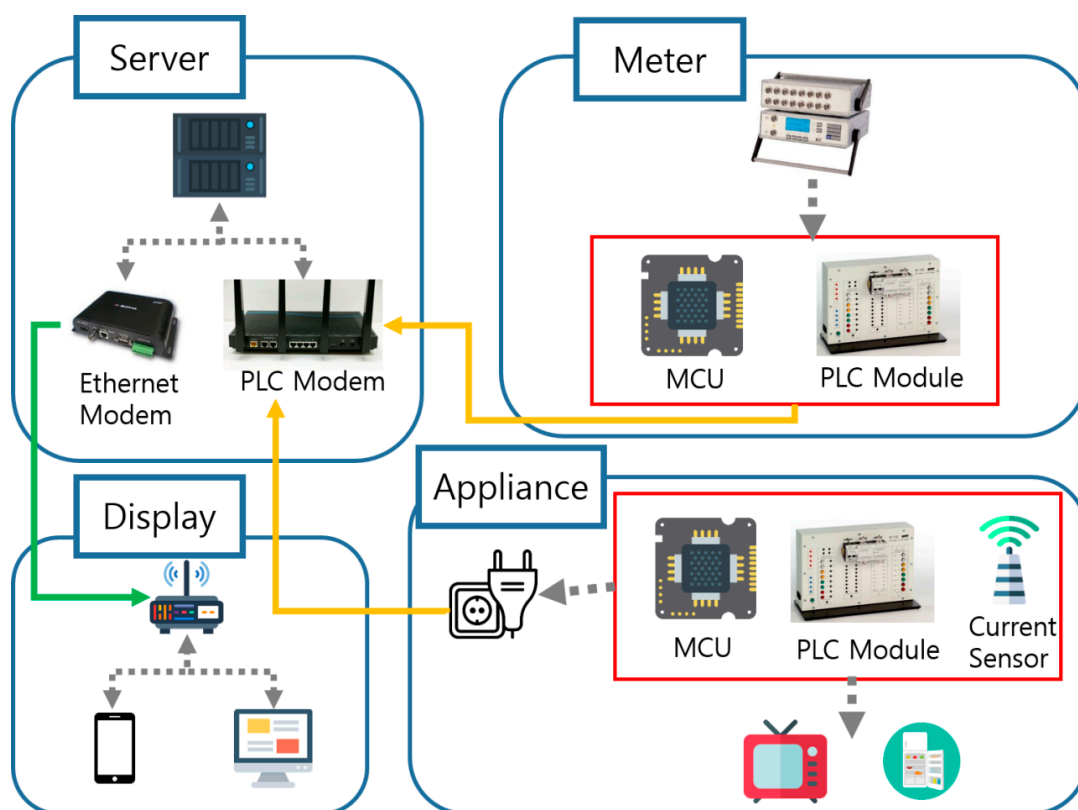 Server
Meter
Ethernet
Modem
PLC Modem
MCU
PLC Module
Display
Appliance
MCU
PLC Module
Current
Sensor